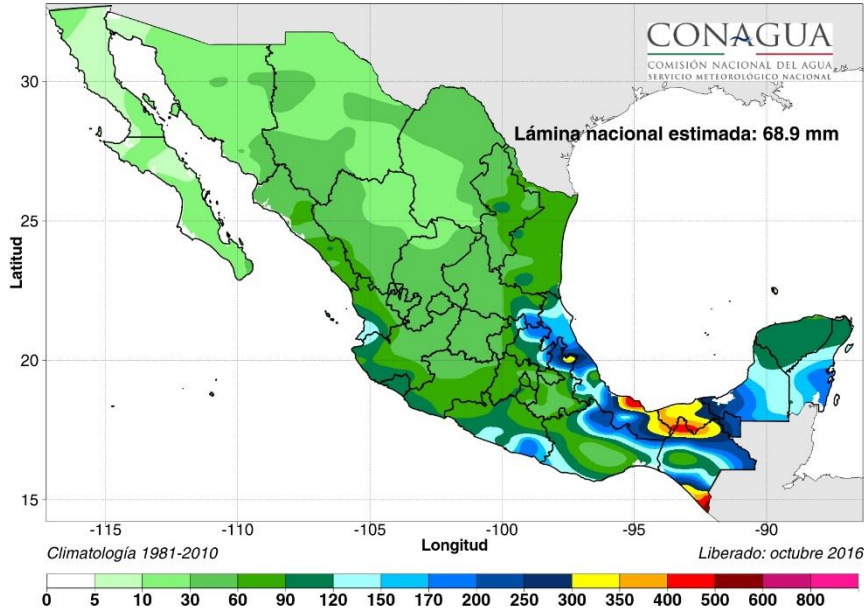 CONAGUA
COMISIÓN NACIONAL DEL AGUA
SERVICIO METEOROLÓGICO NACIONAL
Lámina nacional estimada: 68.9 mm
30
25
20
15
Latitud
-115 -110 -105 -100 -95 -90
Longitud
Climatología 1981-2010
Liberado: octubre 2016
0 5 10 30 60 90 120 150 170 200 250 300 350 400 500 600 800